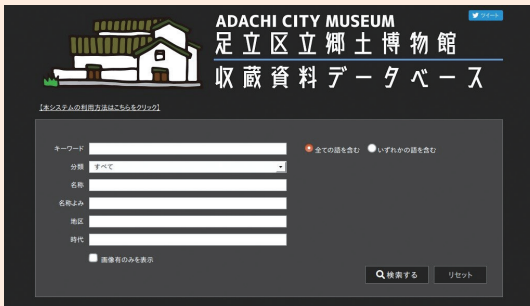 ADACHI CITY MUSEUM
ツイート
足立区立郷土博物館
収蔵資料データベース
【本システムの利用方法はこちらをクリック】
キーワード
全ての語を含む いずれかの語を含む
分類 すべて
名称
名称よみ
地区
時代
画像有のみを表示
検索する リセット